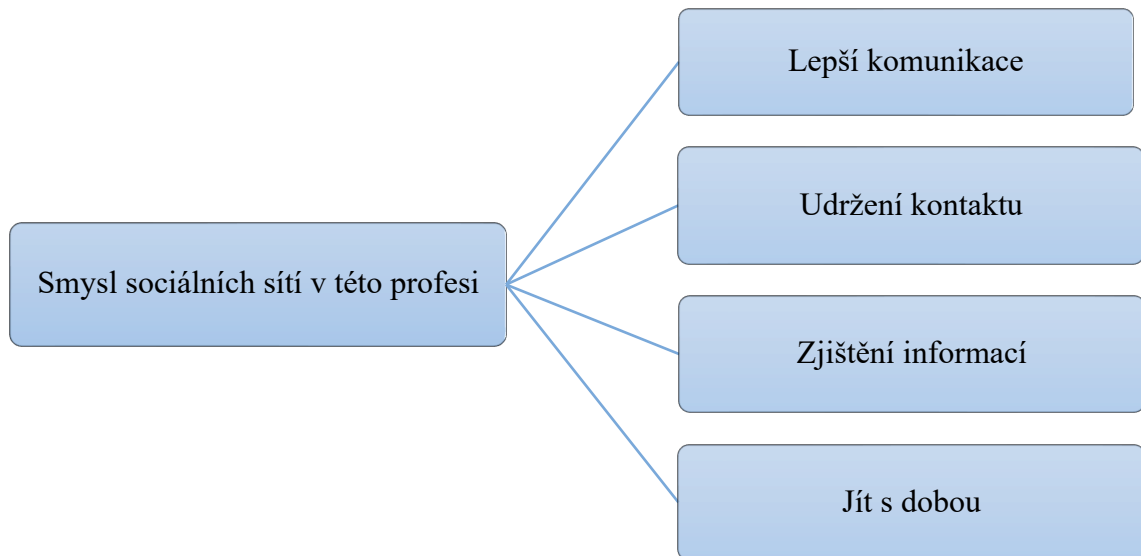 Lepší komunikace
Udržení kontaktu
Smysl sociálních sítí v této profesi
Zjištění informací
Jít s dobou